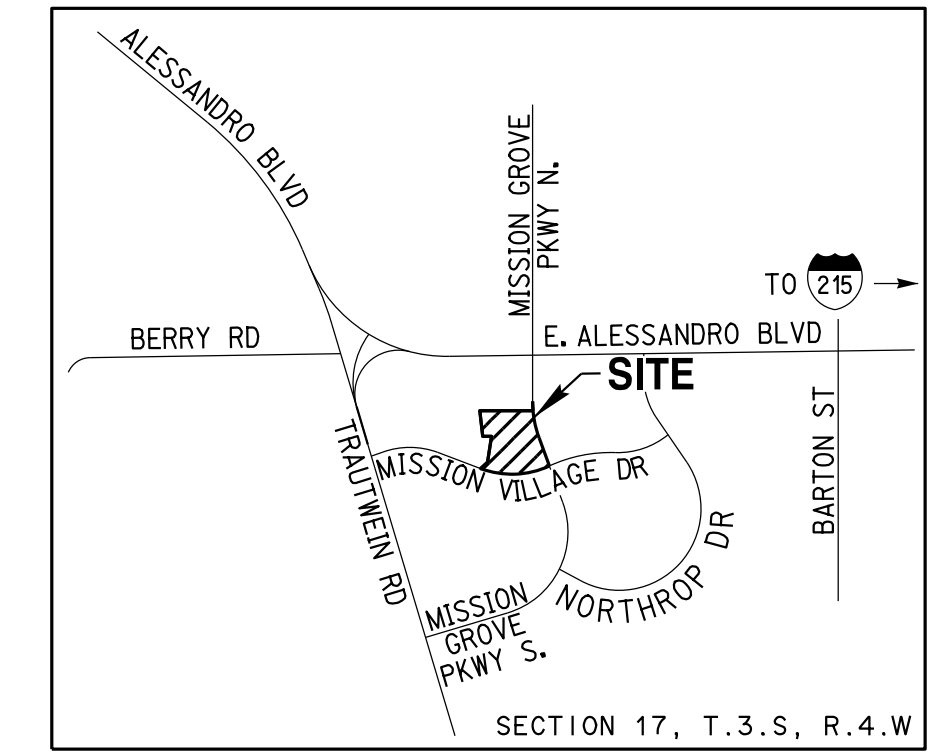 ALESSANDRO BLVD
MISSION GROVE
PKWY N.
TO 215
BERRY RD
E. ALESSANDRO BLVD
SITE
TRAUTWEIN RD
MISSION VILLAGE DR
BARTON ST
NORTHROP DR
MISSION
GROVE
PKWY S.
SECTION 17, T.3.S, R.4.W